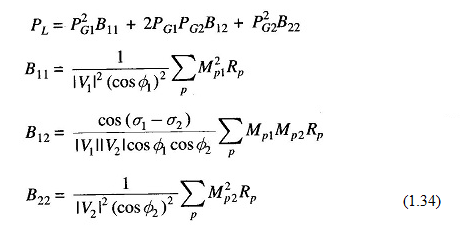 P_L = P_{G1}^2 B_{11} + 2P_{G1}P_{G2}B_{12} + P_{G2}^2 B_{22}
B_{11} = \frac{1}{|V_1|^2 (\cos \phi_1)^2} \sum_p M_{p1}^2 R_p
B_{12} = \frac{\cos (\sigma_1 - \sigma_2)}{|V_1||V_2| \cos \phi_1 \cos \phi_2} \sum_p M_{p1} M_{p2} R_p
B_{22} = \frac{1}{|V_2|^2 (\cos \phi_2)^2} \sum_p M_{p2}^2 R_p (1.34)